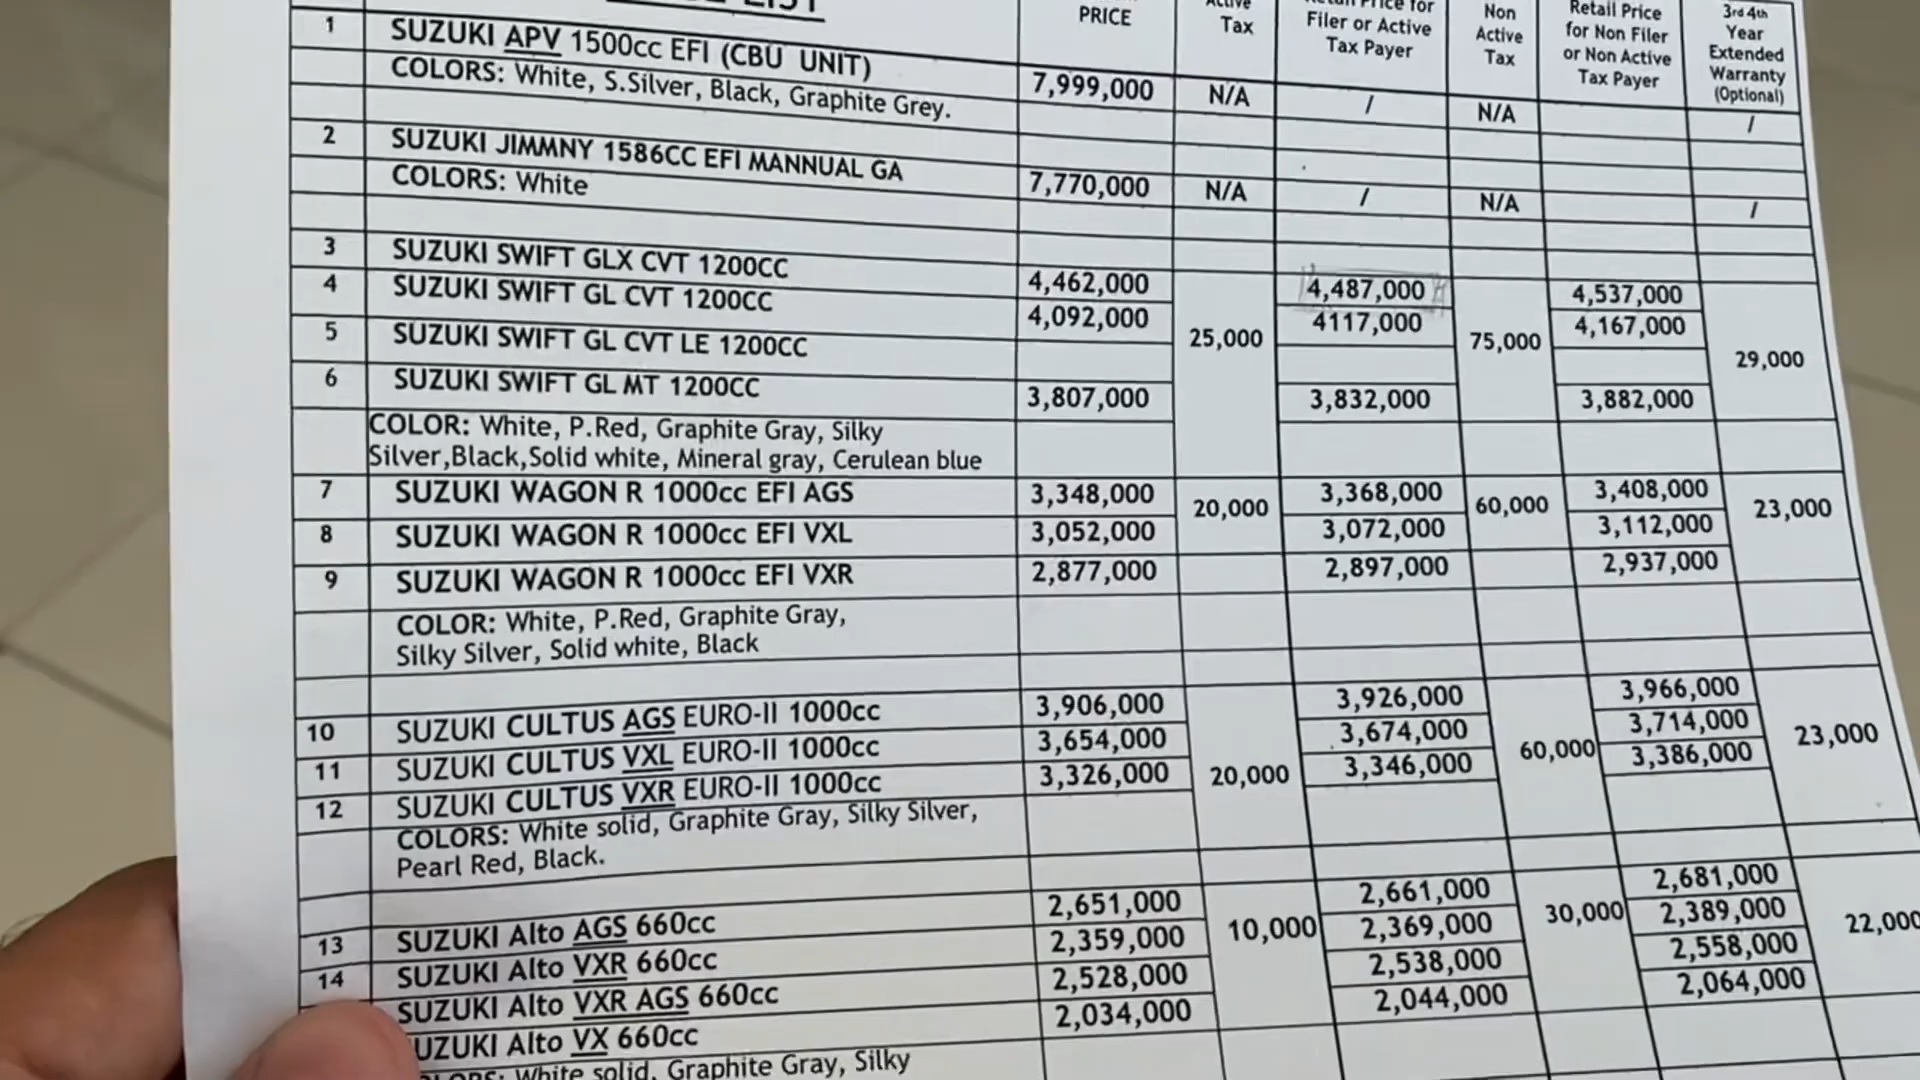 LIST
PRICE
Active
Tax
Price for
Filer or Active
Tax Payer
Non
Active
Tax
Retail Price
for Non Filer
or Non Active
Tax Payer
3rd 4th
Year
Extended
Warranty
(Optional)
1 SUZUKI APV 1500cc EFI (CBU UNIT)
COLORS: White, S.Silver, Black, Graphite Grey. 7,999,000 N/A / N/A /
2 SUZUKI JIMMNY 1586CC EFI MANNUAL GA
COLORS: White 7,770,000 N/A / N/A /
3 SUZUKI SWIFT GLX CVT 1200CC 4,462,000 4,487,000 4,537,000
4 SUZUKI SWIFT GL CVT 1200CC 4,092,000 25,000 4117,000 75,000 4,167,000 29,000
5 SUZUKI SWIFT GL CVT LE 1200CC
6 SUZUKI SWIFT GL MT 1200CC 3,807,000 3,832,000 3,882,000
COLOR: White, P.Red, Graphite Gray, Silky
Silver,Black,Solid white, Mineral gray, Cerulean blue
7 SUZUKI WAGON R 1000cc EFI AGS 3,348,000 20,000 3,368,000 60,000 3,408,000 23,000
8 SUZUKI WAGON R 1000cc EFI VXL 3,052,000 3,072,000 3,112,000
9 SUZUKI WAGON R 1000cc EFI VXR 2,877,000 2,897,000 2,937,000
COLOR: White, P.Red, Graphite Gray,
Silky Silver, Solid white, Black
10 SUZUKI CULTUS AGS EURO-II 1000cc 3,906,000 3,926,000 3,966,000
11 SUZUKI CULTUS VXL EURO-II 1000cc 3,654,000 20,000 3,674,000 60,000 3,714,000 23,000
12 SUZUKI CULTUS VXR EURO-II 1000cc 3,326,000 3,346,000 3,386,000
COLORS: White solid, Graphite Gray, Silky Silver,
Pearl Red, Black.
13 SUZUKI Alto AGS 660cc 2,651,000 10,000 2,661,000 30,000 2,681,000 22,000
14 SUZUKI Alto VXR 660cc 2,359,000 2,369,000 2,389,000
SUZUKI Alto VXR AGS 660cc 2,528,000 2,538,000 2,558,000
UZUKI Alto VX 660cc 2,034,000 2,044,000 2,064,000
White solid, Graphite Gray, Silky